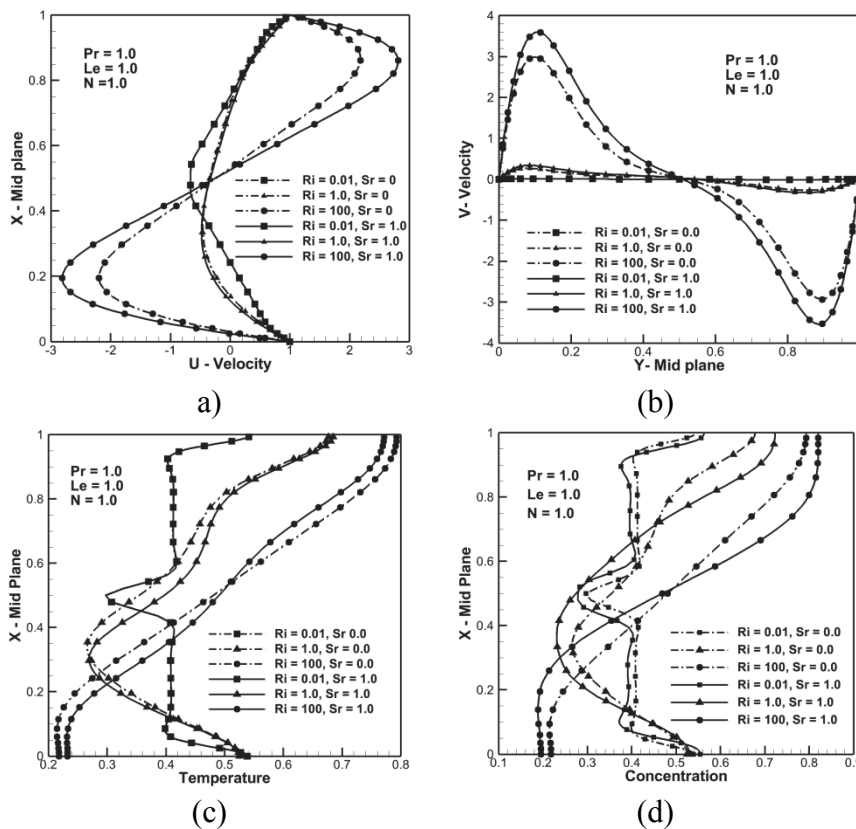 1
0.8
0.6
0.4
0.2
0
X - Mid plane
Pr = 1.0
Le = 1.0
N =1.0
Ri = 0.01, Sr = 0
Ri = 1.0, Sr = 0
Ri = 100, Sr = 0
Ri = 0.01, Sr = 1.0
Ri = 1.0, Sr = 1.0
Ri = 100, Sr = 1.0
-3 -2 -1 0 1 2 3
U - Velocity
a)
4
3
2
1
0
-1
-2
-3
-4
V- Velocity
Pr = 1.0
Le = 1.0
N = 1.0
Ri = 0.01, Sr = 0.0
Ri = 1.0, Sr = 0.0
Ri = 100, Sr = 0.0
Ri = 0.01, Sr = 1.0
Ri = 1.0, Sr = 1.0
Ri = 100, Sr = 1.0
0 0.2 0.4 0.6 0.8
Y- Mid plane
(b)
1
0.8
0.6
0.4
0.2
0
X - Mid Plane
Pr = 1.0
Le = 1.0
N = 1.0
Ri = 0.01, Sr 0.0
Ri = 1.0, Sr = 0.0
Ri = 100, Sr = 0.0
Ri = 0.01, Sr = 1.0
Ri = 1.0, Sr = 1.0
Ri = 100, Sr = 1.0
0.2 0.3 0.4 0.5 0.6 0.7 0.8
Temperature
(c)
1
0.8
0.6
0.4
0.2
0
X - Mid Plane
Pr = 1.0
Le = 1.0
N = 1.0
Ri = 0.01, Sr = 0.0
Ri = 1.0, Sr = 0.0
Ri = 100, Sr = 0.0
Ri = 0.01, Sr = 1.0
Ri = 1.0, Sr = 1.0
Ri = 100, Sr = 1.0
0.1 0.2 0.3 0.4 0.5 0.6 0.7 0.8 0.9
Concentration
(d)